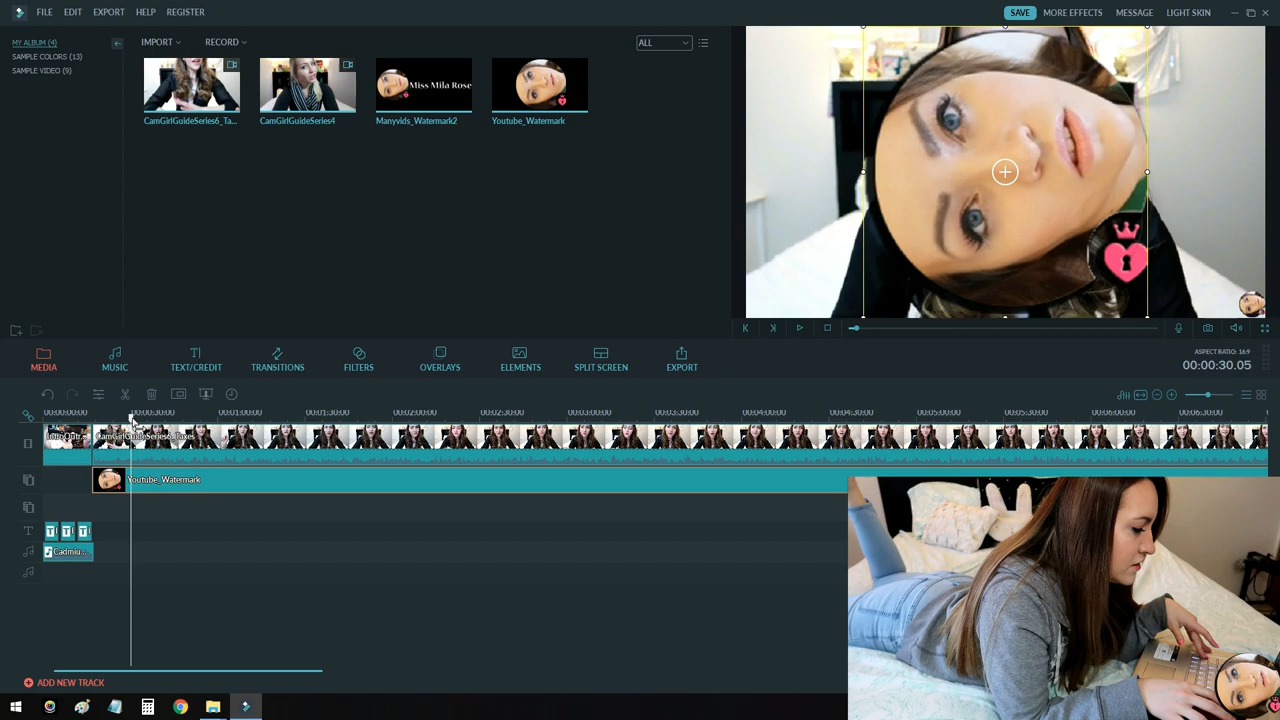 FILE EDIT EXPORT HELP REGISTER
SAVE MORE EFFECTS MESSAGE LIGHT SKIN
MY ALBUM (4)
SAMPLE COLORS (13)
SAMPLE VIDEO (9)
IMPORT RECORD ALL
Miss Mila Rose
CamGirlGuideSeries6_Ta... CamGirlGuideSeries4 Manyvids_Watermark2 Youtube_Watermark
MEDIA MUSIC TEXT/CREDIT TRANSITIONS FILTERS OVERLAYS ELEMENTS SPLIT SCREEN EXPORT
ASPECT RATIO: 16:9
00:00:30.05
00:00:00:00 00:00:30:00 00:01:00:00 00:01:30:00 00:02:00:00 00:02:30:00 00:03:00:00 00:03:30:00 00:04:00:00 00:04:30:00 00:05:00:00 00:05:30:00 00:06:00:00 00:06:30:00
CamGirlGuideSeries6_Taxes
Youtube_Watermark
T T T T
Cadmiu...
ADD NEW TRACK